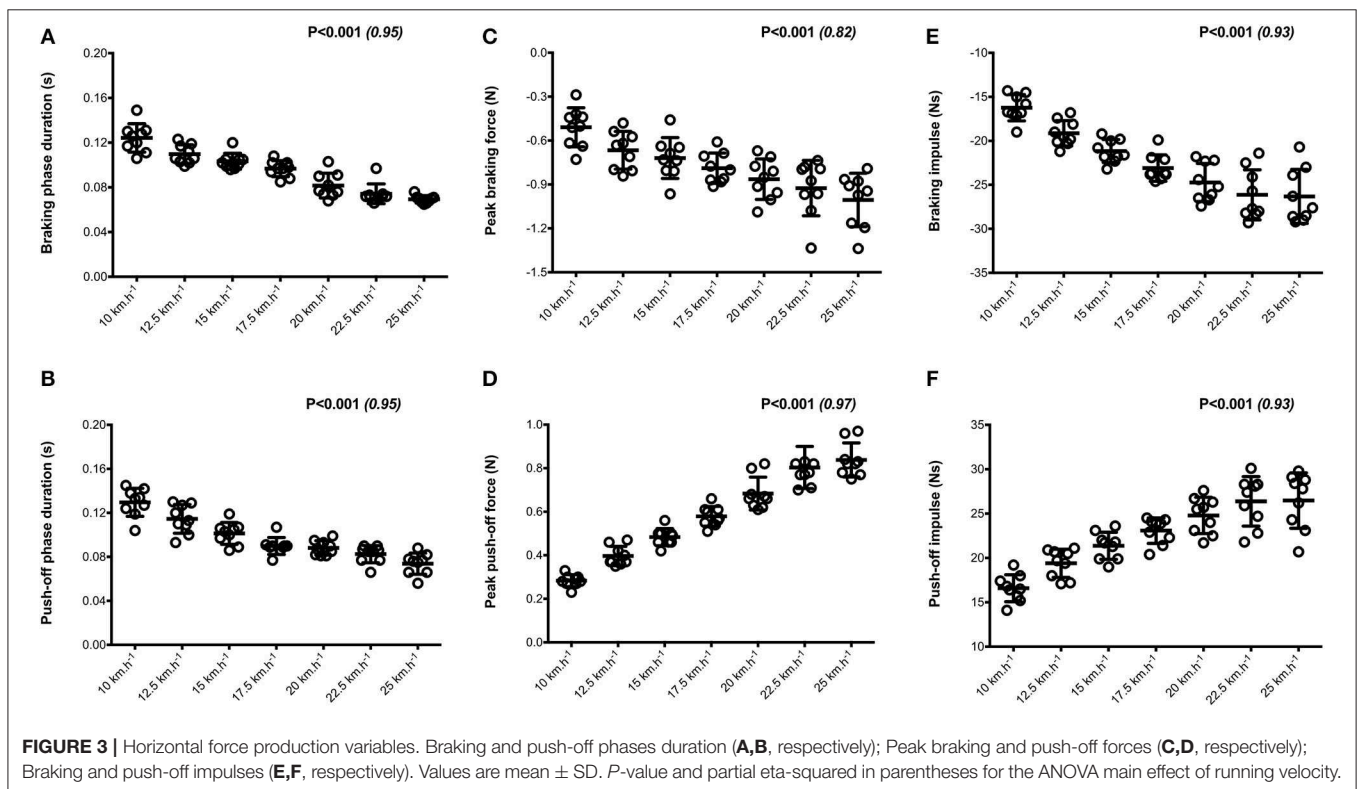 A
P<0.001 (0.95)
Braking phase duration (s)
0.20
0.16
0.12
0.08
0.04
0.00
10 km.h-1
12.5 km.h-1
15 km.h-1
17.5 km.h-1
20 km.h-1
22.5 km.h-1
25 km.h-1
C
P<0.001 (0.82)
Peak braking force (N)
0.0
-0.3
-0.6
-0.9
-1.2
-1.5
10 km.h-1
12.5 km.h-1
15 km.h-1
17.5 km.h-1
20 km.h-1
22.5 km.h-1
25 km.h-1
E
P<0.001 (0.93)
Braking impulse (Ns)
-10
-15
-20
-25
-30
-35
10 km.h-1
12.5 km.h-1
15 km.h-1
17.5 km.h-1
20 km.h-1
22.5 km.h-1
25 km.h-1
B
P<0.001 (0.95)
Push-off phase duration (s)
0.20
0.16
0.12
0.08
0.04
0.00
10 km.h-1
12.5 km.h-1
15 km.h-1
17.5 km.h-1
20 km.h-1
22.5 km.h-1
25 km.h-1
D
P<0.001 (0.97)
Peak push-off force (N)
1.0
0.8
0.6
0.4
0.2
0.0
10 km.h-1
12.5 km.h-1
15 km.h-1
17.5 km.h-1
20 km.h-1
22.5 km.h-1
25 km.h-1
F
P<0.001 (0.93)
Push-off impulse (Ns)
35
30
25
20
15
10
10 km.h-1
12.5 km.h-1
15 km.h-1
17.5 km.h-1
20 km.h-1
22.5 km.h-1
25 km.h-1
FIGURE 3 | Horizontal force production variables. Braking and push-off phases duration (A,B, respectively); Peak braking and push-off forces (C,D, respectively);
Braking and push-off impulses (E,F, respectively). Values are mean ± SD. P-value and partial eta-squared in parentheses for the ANOVA main effect of running velocity.